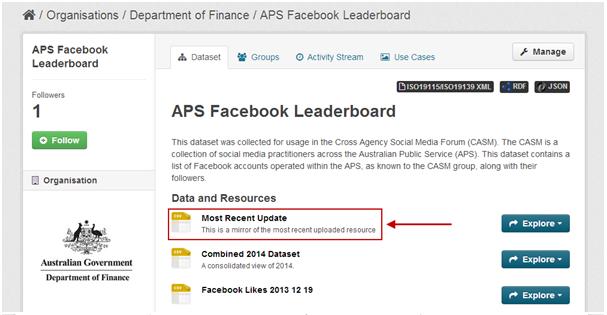 / Organisations / Department of Finance / APS Facebook Leaderboard
APS Facebook
Leaderboard
Followers
1
Follow
Organisation
Australian Government
Department of Finance
Dataset
Groups
Activity Stream
Use Cases
Manage
ISO19115/ISO19139 XML
RDF
JSON
APS Facebook Leaderboard
This dataset was collected for usage in the Cross Agency Social Media Forum (CASM). The CASM is a
collection of social media practitioners across the Australian Public Service (APS). This dataset contains a
list of Facebook accounts operated within the APS, as known to the CASM group, along with their
followers.
Data and Resources
CSV
Most Recent Update
This is a mirror of the most recent uploaded resource
Explore
CSV
Combined 2014 Dataset
A consolidated view of 2014.
Explore
CSV
Facebook Likes 2013 12 19
Explore